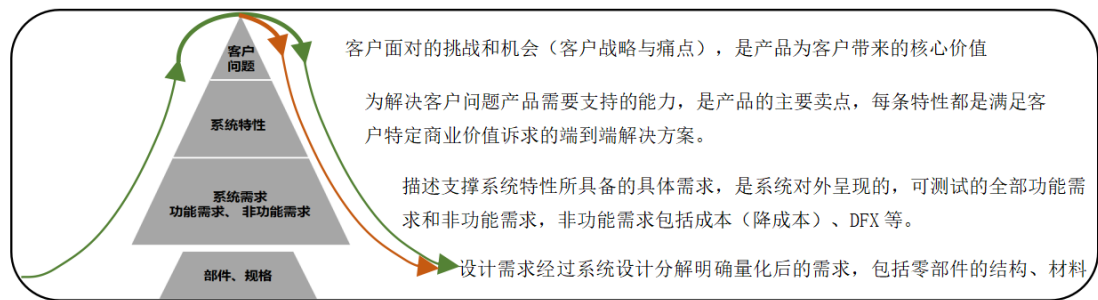 客户
问题
客户面对的挑战和机会（客户战略与痛点），是产品为客户带来的核心价值
系统特性
为解决客户问题产品需要支持的能力，是产品的主要卖点，每条特性都是满足客
户特定商业价值诉求的端到端解决方案。
系统需求
功能需求、非功能需求
描述支撑系统特性所具备的具体需求，是系统对外呈现的，可测试的全部功能需
求和非功能需求，非功能需求包括成本（降成本）、DFX 等。
部件、规格
设计需求经过系统设计分解明确量化后的需求，包括零部件的结构、材料